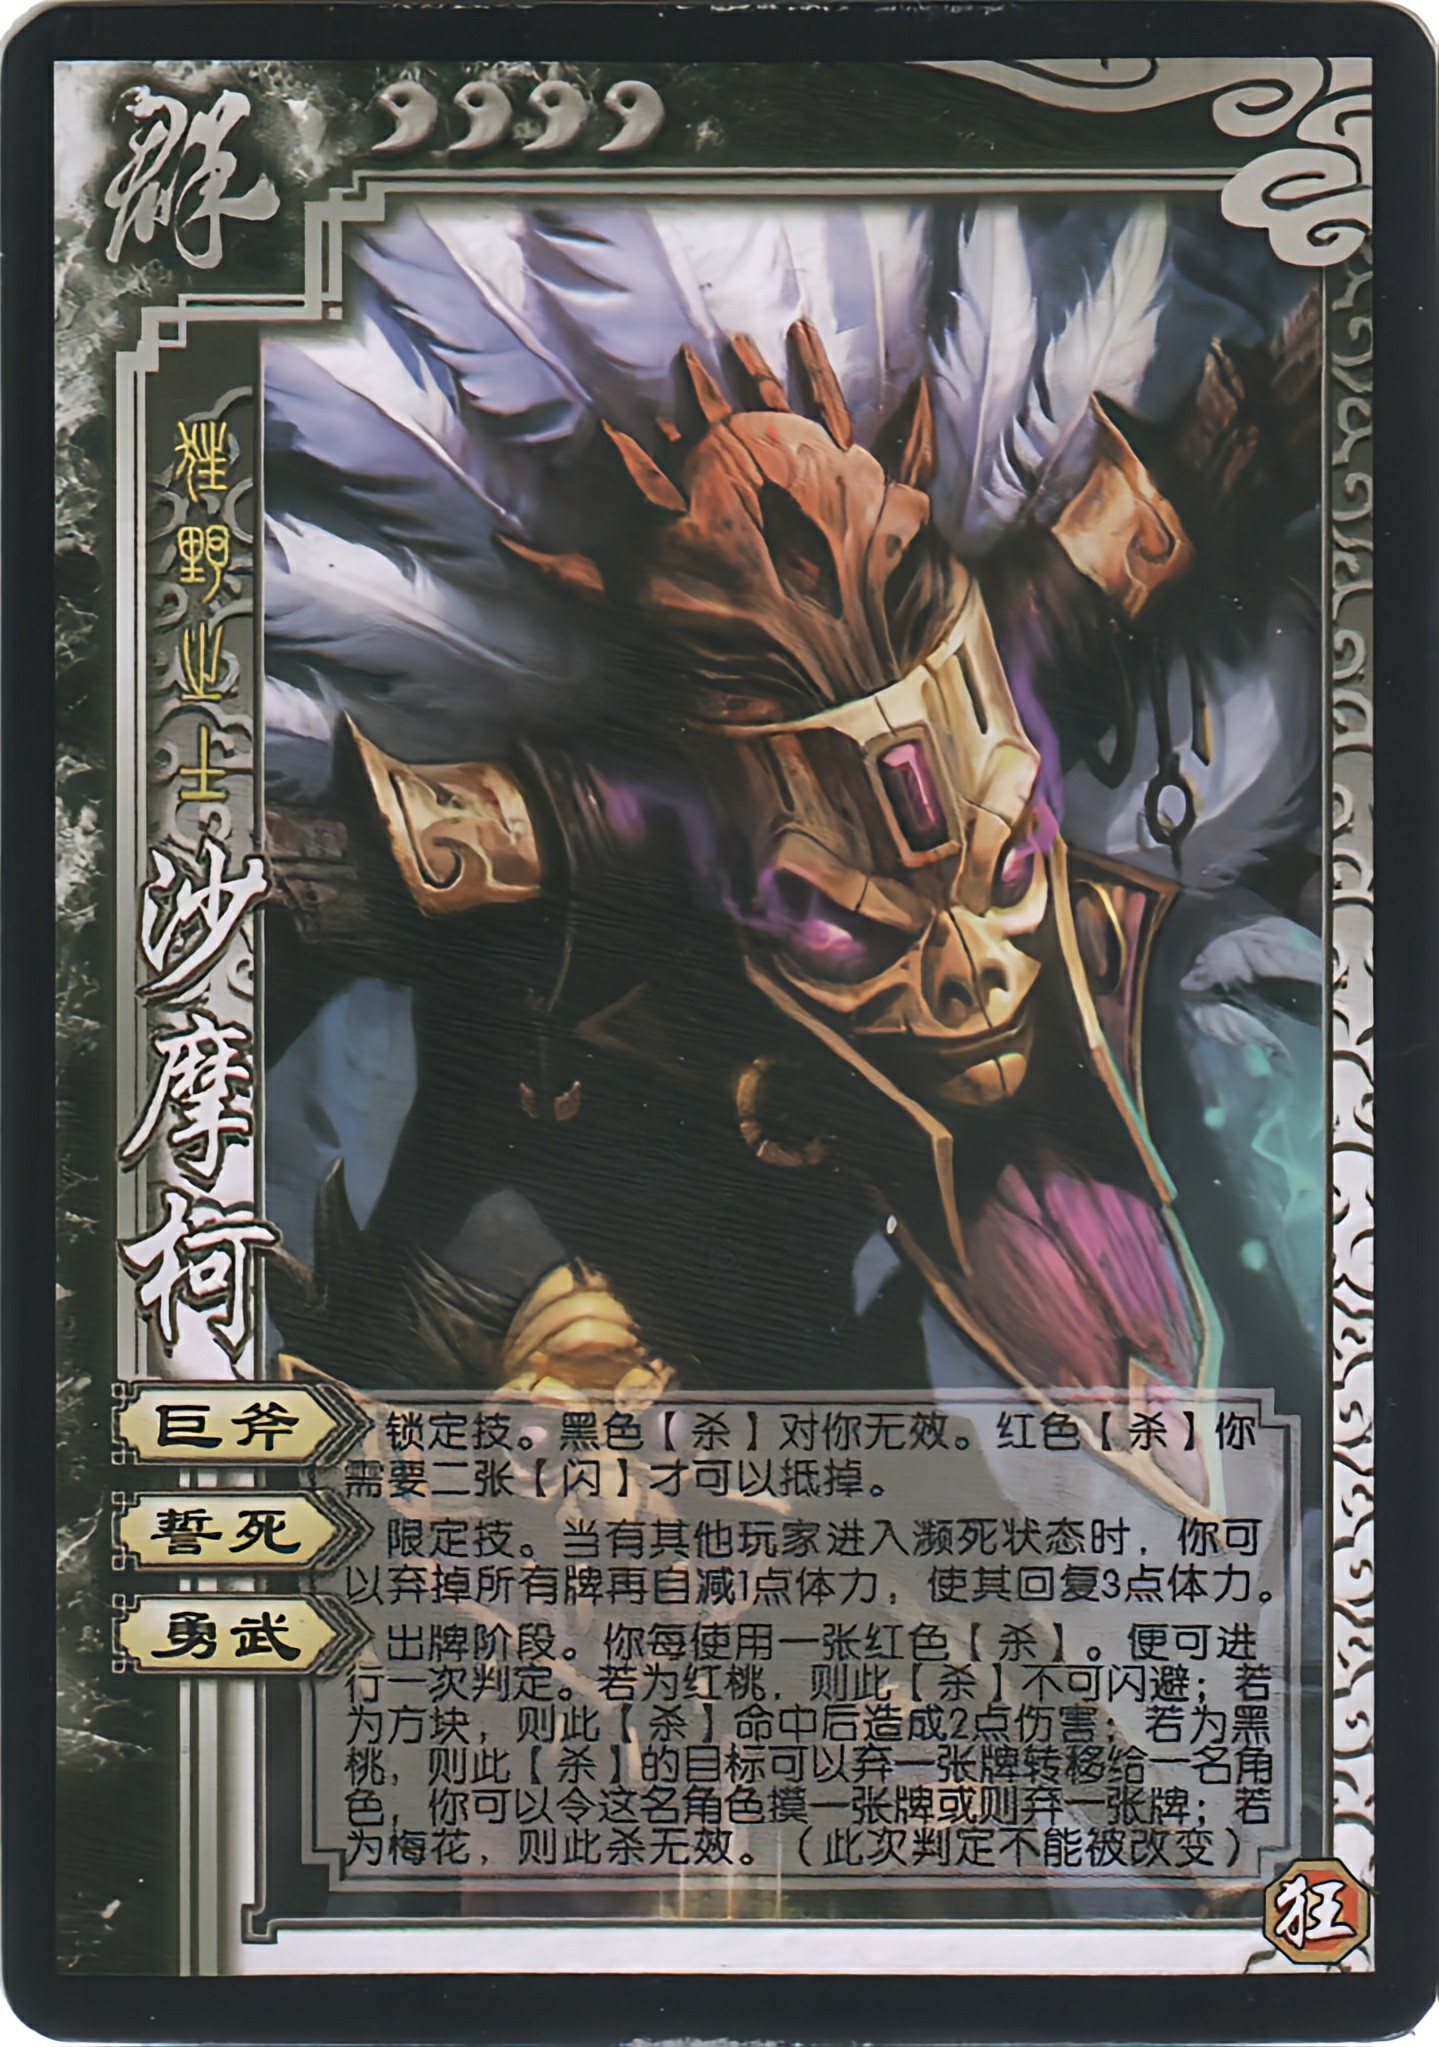 群
狂野之士
沙摩柯
巨斧
锁定技。黑色【杀】对你无效。红色【杀】你
需要二张【闪】才可以抵掉。
誓死
限定技。当有其他玩家进入濒死状态时，你可
以弃掉所有牌再自减1点体力，使其回复3点体力。
勇武
出牌阶段。你每使用一张红色【杀】。便可进
行一次判定。若为红桃，则此【杀】不可闪避；若
为方块，则此【杀】命中后造成2点伤害；若为黑
桃，则此【杀】的目标可以弃一张牌转移给一名角
色，你可以令这名角色摸一张牌或则弃一张牌；若
为梅花，则此杀无效。（此次判定不能被改变）
狂